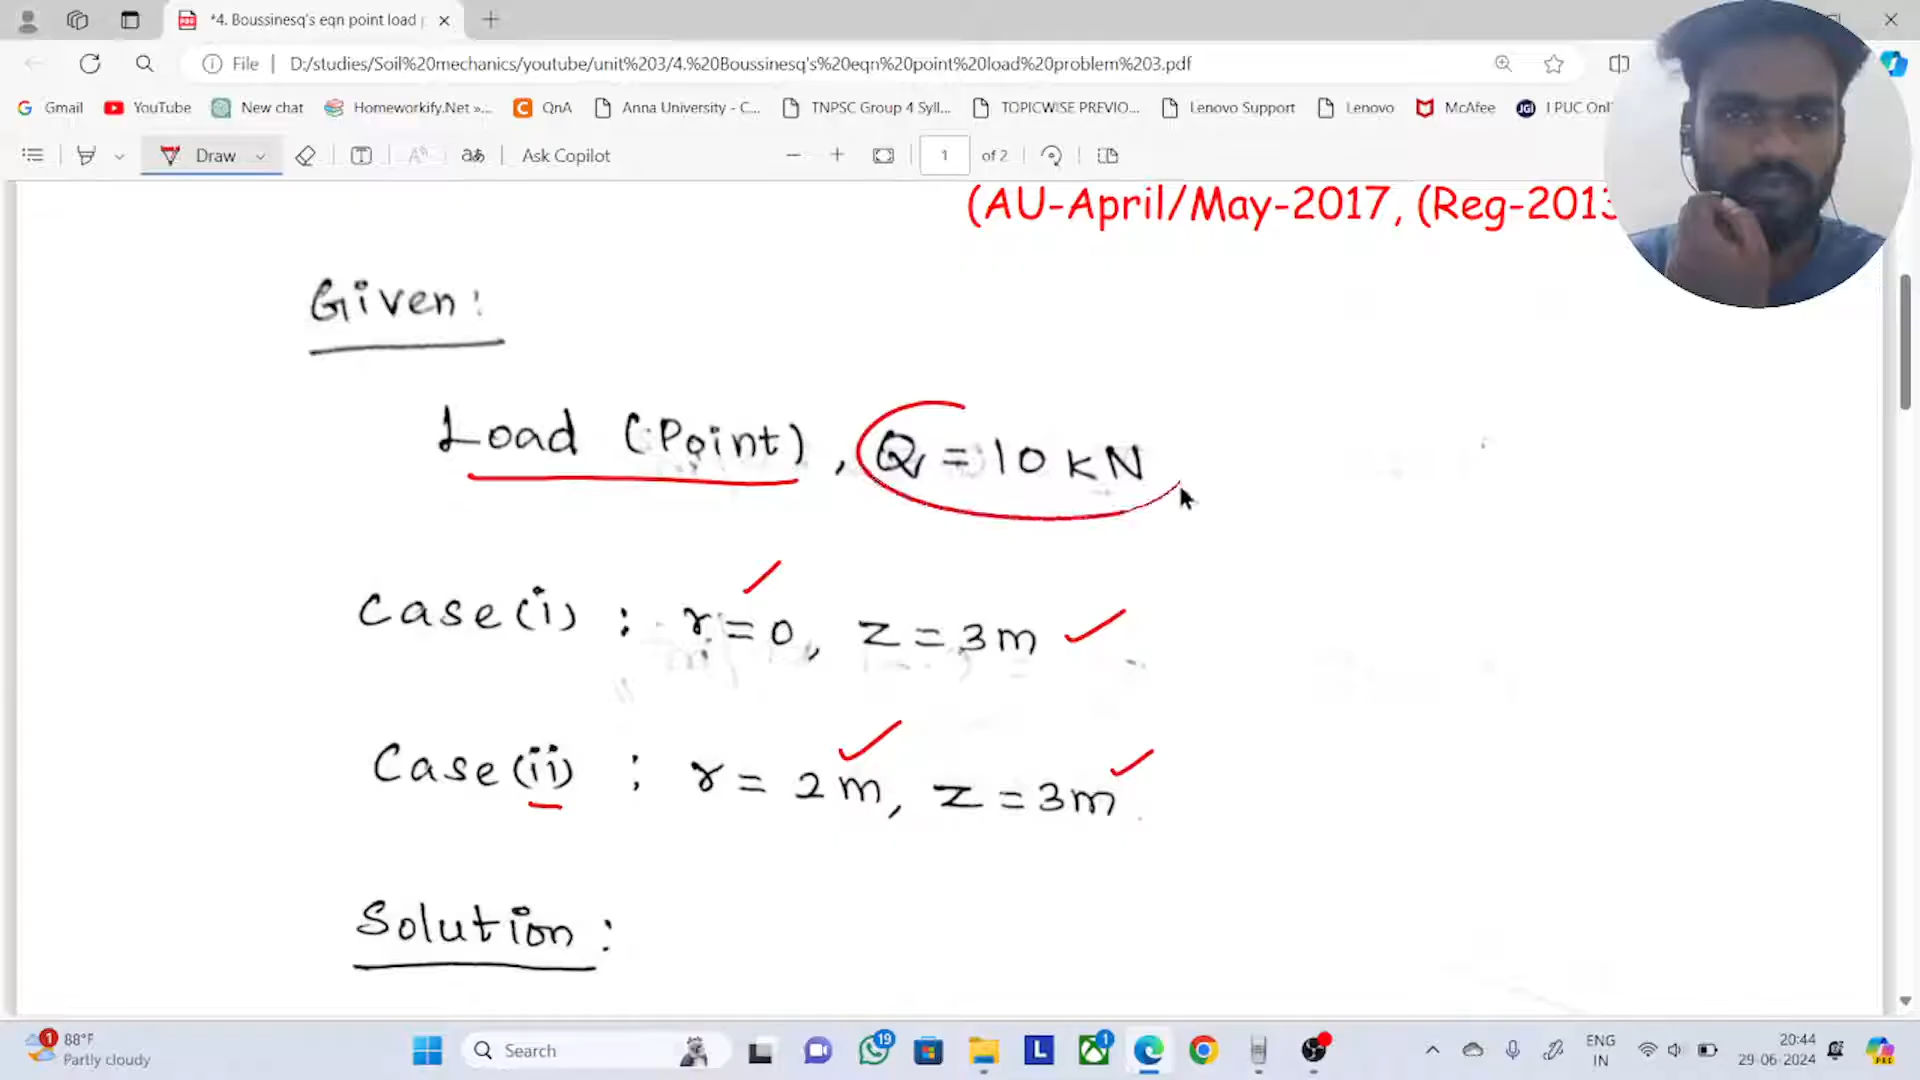 *4. Boussinesq's eqn point load
File D:/studies/Soil%20mechanics/youtube/unit%203/4.%20Boussinesq's%20eqn%20point%20load%20problem%203.pdf
Gmail YouTube New chat Homeworkify.Net »... QnA Anna University - C... TNPSC Group 4 Syll... TOPICWISE PREVIO... Lenovo Support Lenovo McAfee I PUC Onl
Draw Ask Copilot 1 of 2
(AU-April/May-2017, (Reg-2013
Given:
Load (Point), Q = 10 kN
Case(i) : r = 0, z = 3m
Case(ii) : r = 2m, z = 3m.
Solution:
88°F
Partly cloudy
Search
19
1
ENG
IN
20:44
29-06-2024